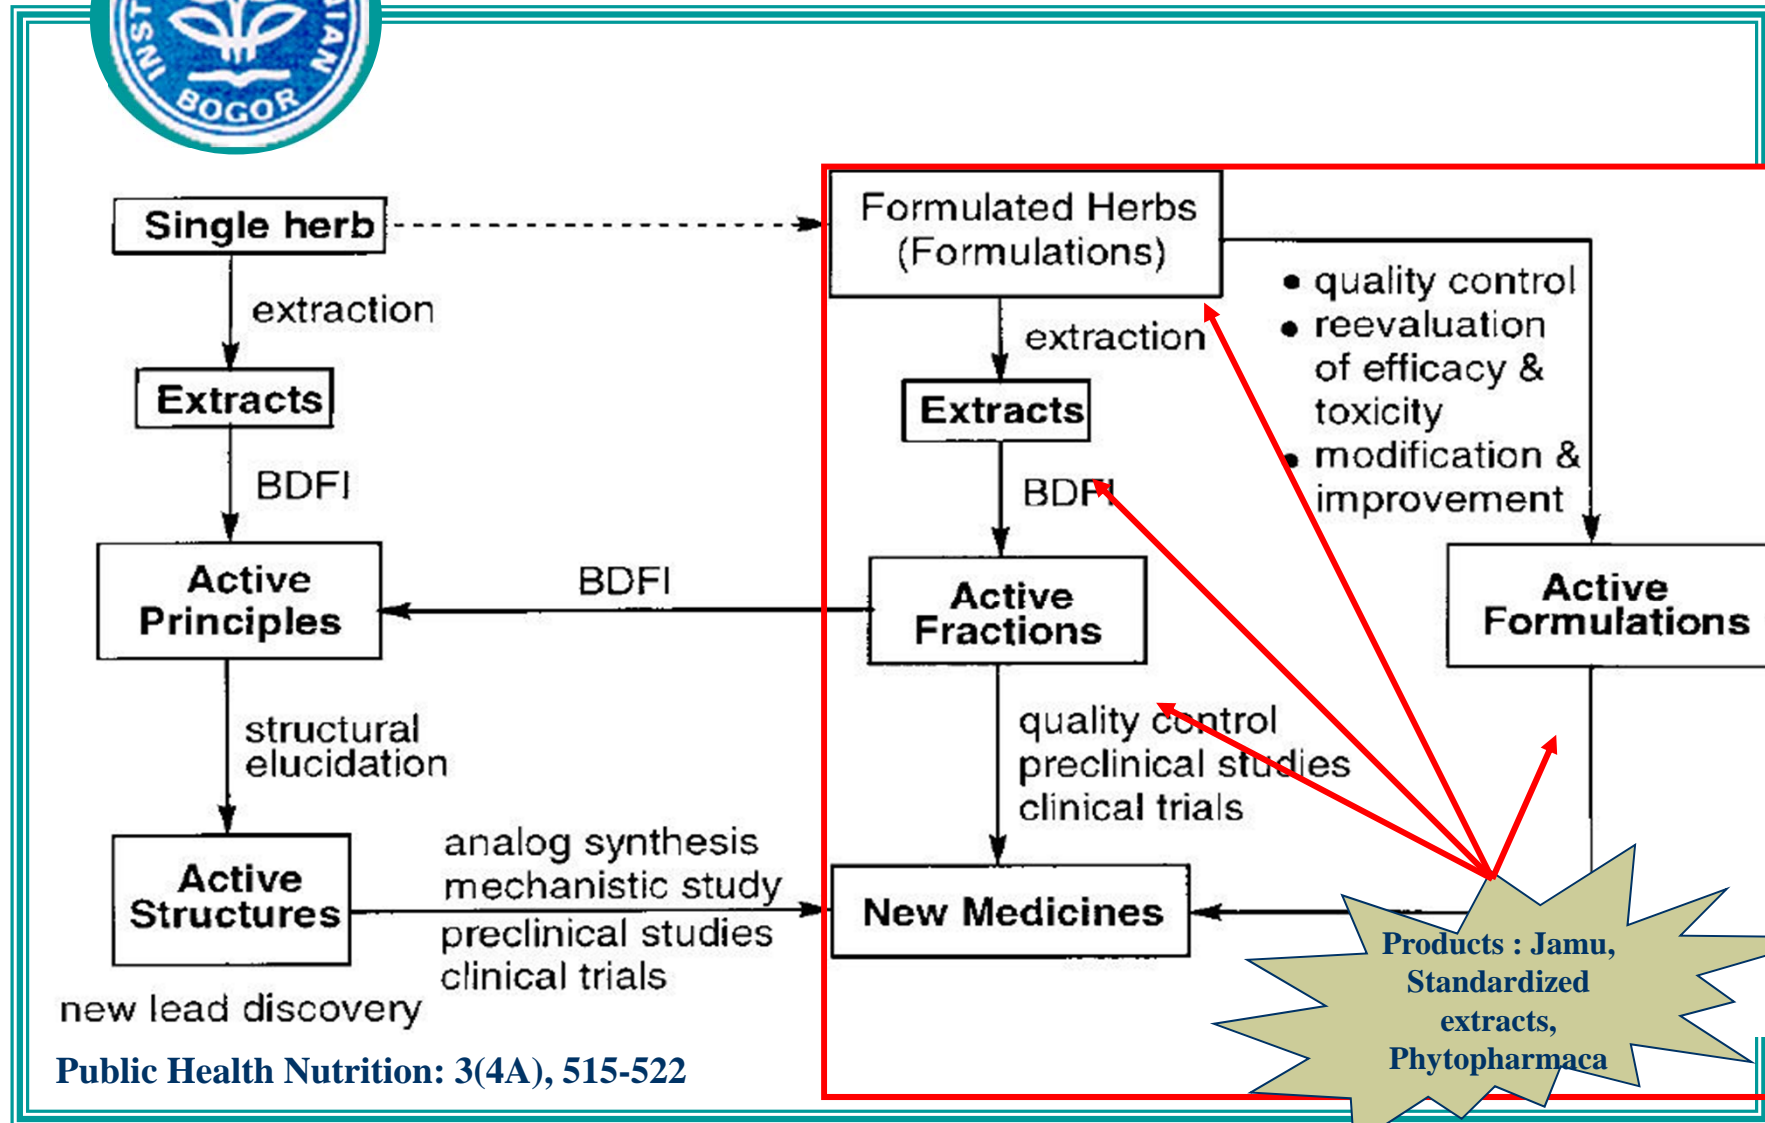 INST
IAN
BOGOR
Single herb
Formulated Herbs
(Formulations)
extraction
extraction
• quality control
• reevaluation
of efficacy &
toxicity
• modification &
improvement
Extracts
Extracts
BDFI
BDFI
Active
Principles
BDFI
Active
Fractions
Active
Formulations
structural
elucidation
quality control
preclinical studies
clinical trials
Active
Structures
analog synthesis
mechanistic study
preclinical studies
clinical trials
New Medicines
new lead discovery
Products : Jamu,
Standardized
extracts,
Phytopharmaca
Public Health Nutrition: 3(4A), 515-522